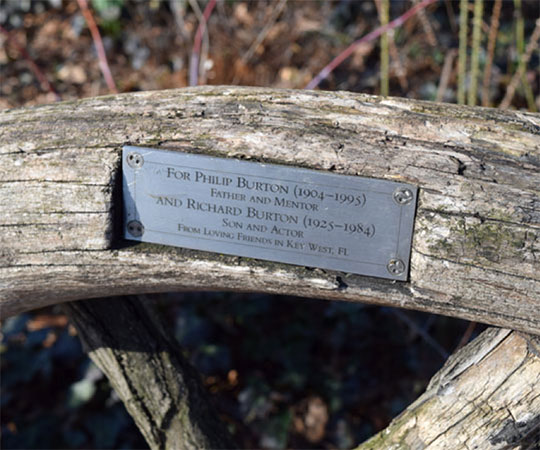 For Philip Burton (1904–1995)
Father and Mentor
and Richard Burton (1925–1984)
Son and Actor
From Loving Friends in Key West, FL